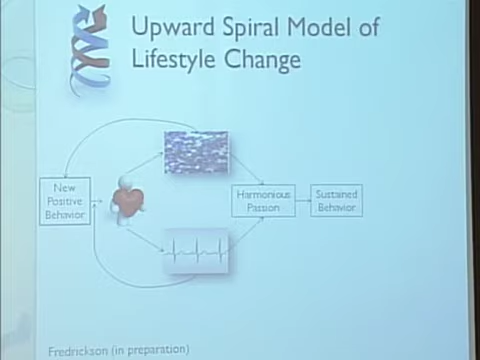 Upward Spiral Model of
Lifestyle Change
New
Positive
Behavior
Harmonious
Passion
Sustained
Behavior
Fredrickson (in preparation)